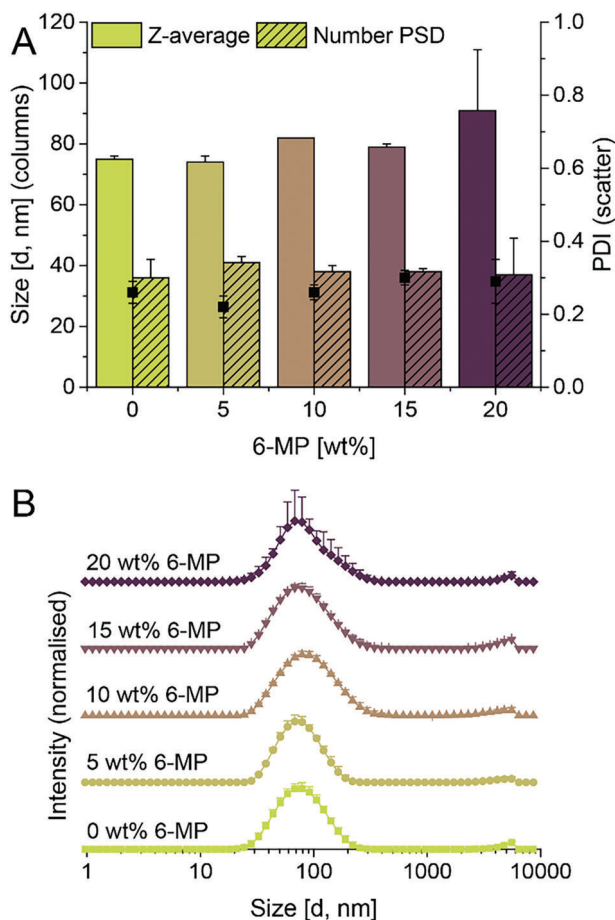 A
Z-average
Number PSD
120
100
80
60
40
20
0
Size [d, nm] (columns)
1.0
0.8
0.6
0.4
0.2
0.0
PDI (scatter)
0
5
10
15
20
6-MP [wt%]
B
20 wt% 6-MP
15 wt% 6-MP
10 wt% 6-MP
5 wt% 6-MP
0 wt% 6-MP
Intensity (normalised)
1
10
100
1000
10000
Size [d, nm]